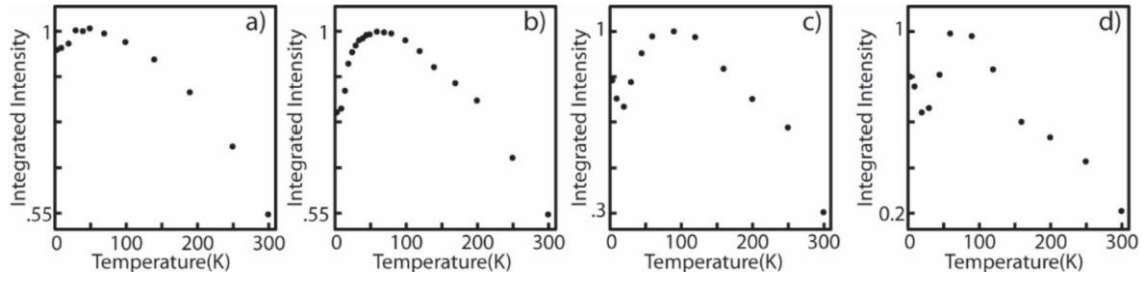 a)
1
.55
Integrated Intensity
0 100 200 300
Temperature(K)
b)
1
.55
Integrated Intensity
0 100 200 300
Temperature(K)
c)
.1
.3
Integrated Intensity
0 100 200 300
Temperature(K)
d)
1
0.2
Integrated Intensity
0 100 200 300
Temperature(K)